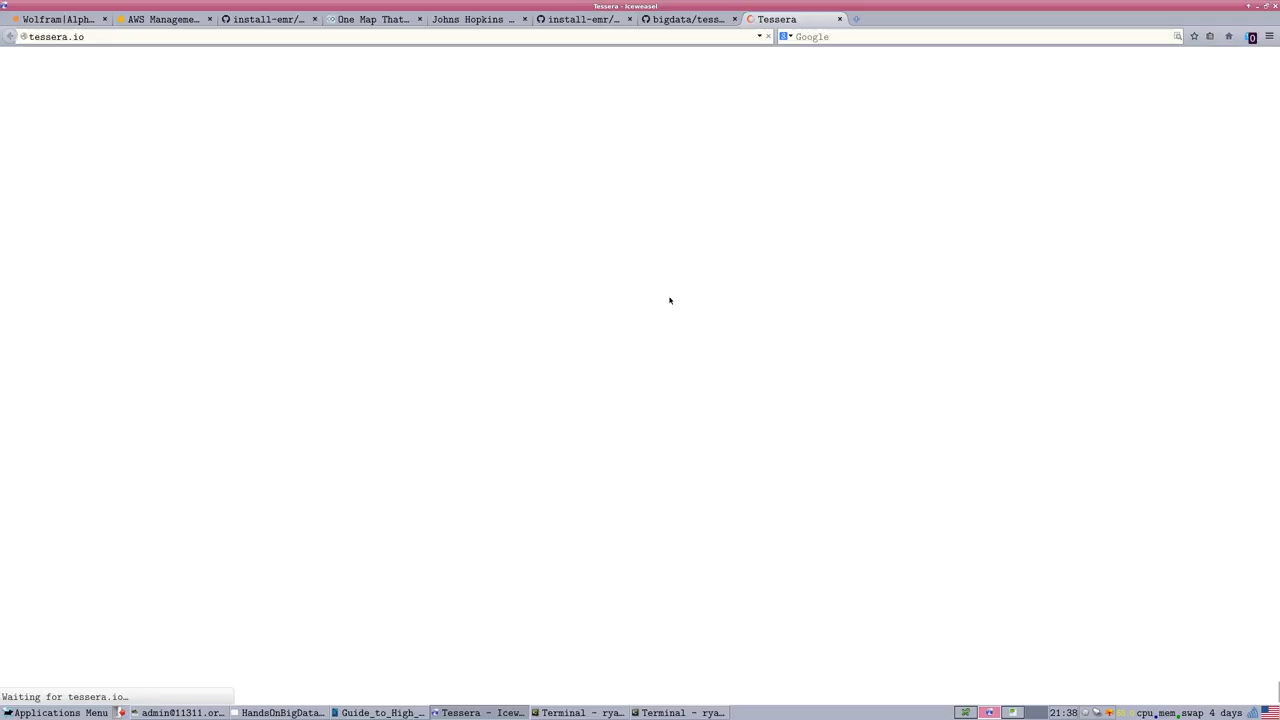 Tessera - Iceweasel
Wolfram|Alph… AWS Manageme… install-emr/… One Map That… Johns Hopkins … install-emr/… bigdata/tess… Tessera
tessera.io Google 0
Waiting for tessera.io…
Applications Menu admin@11311.or… HandsOnBigData… Guide_to_High_… Tessera - Icew… Terminal - rya… Terminal - rya… 21:38 cpu mem swap 4 days